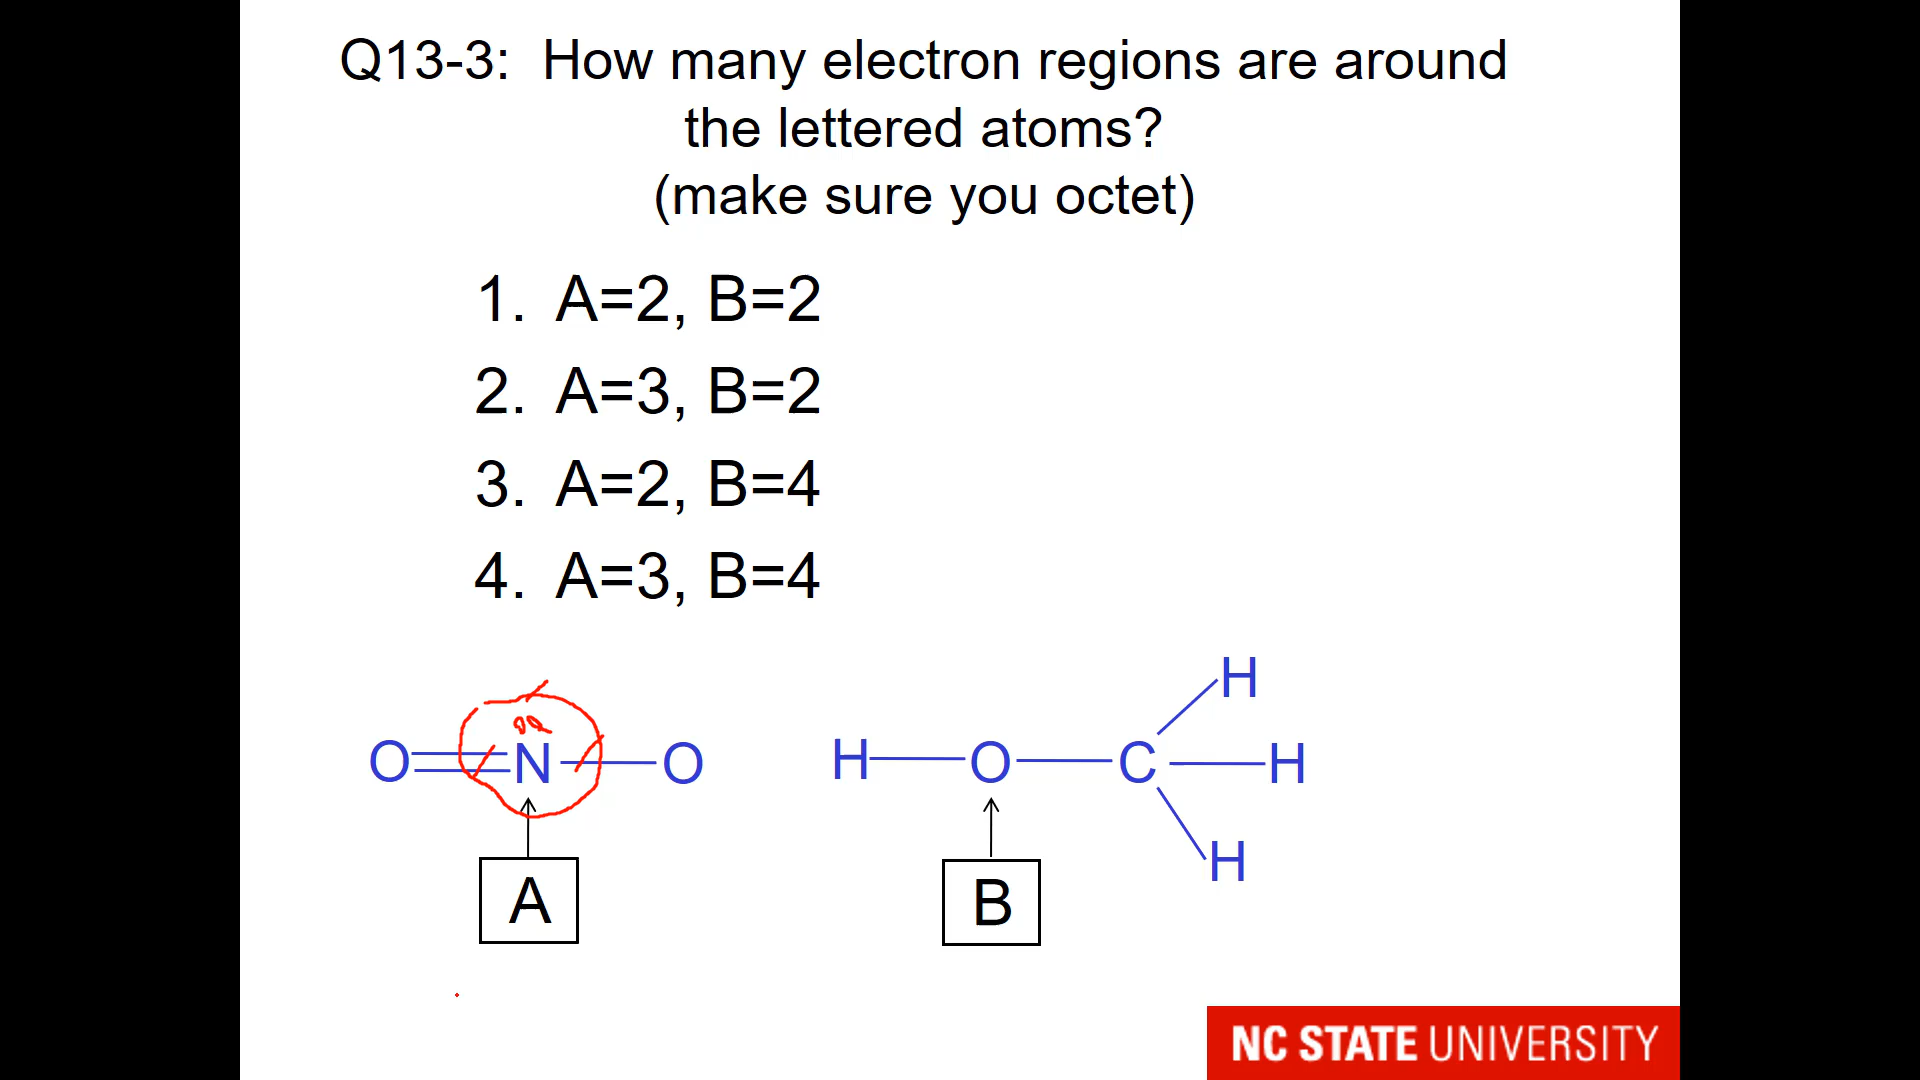 Q13-3: How many electron regions are around
the lettered atoms?
(make sure you octet)
1. A=2, B=2
2. A=3, B=2
3. A=2, B=4
4. A=3, B=4
H
O N O H O C H
H
A B
NC STATE UNIVERSITY